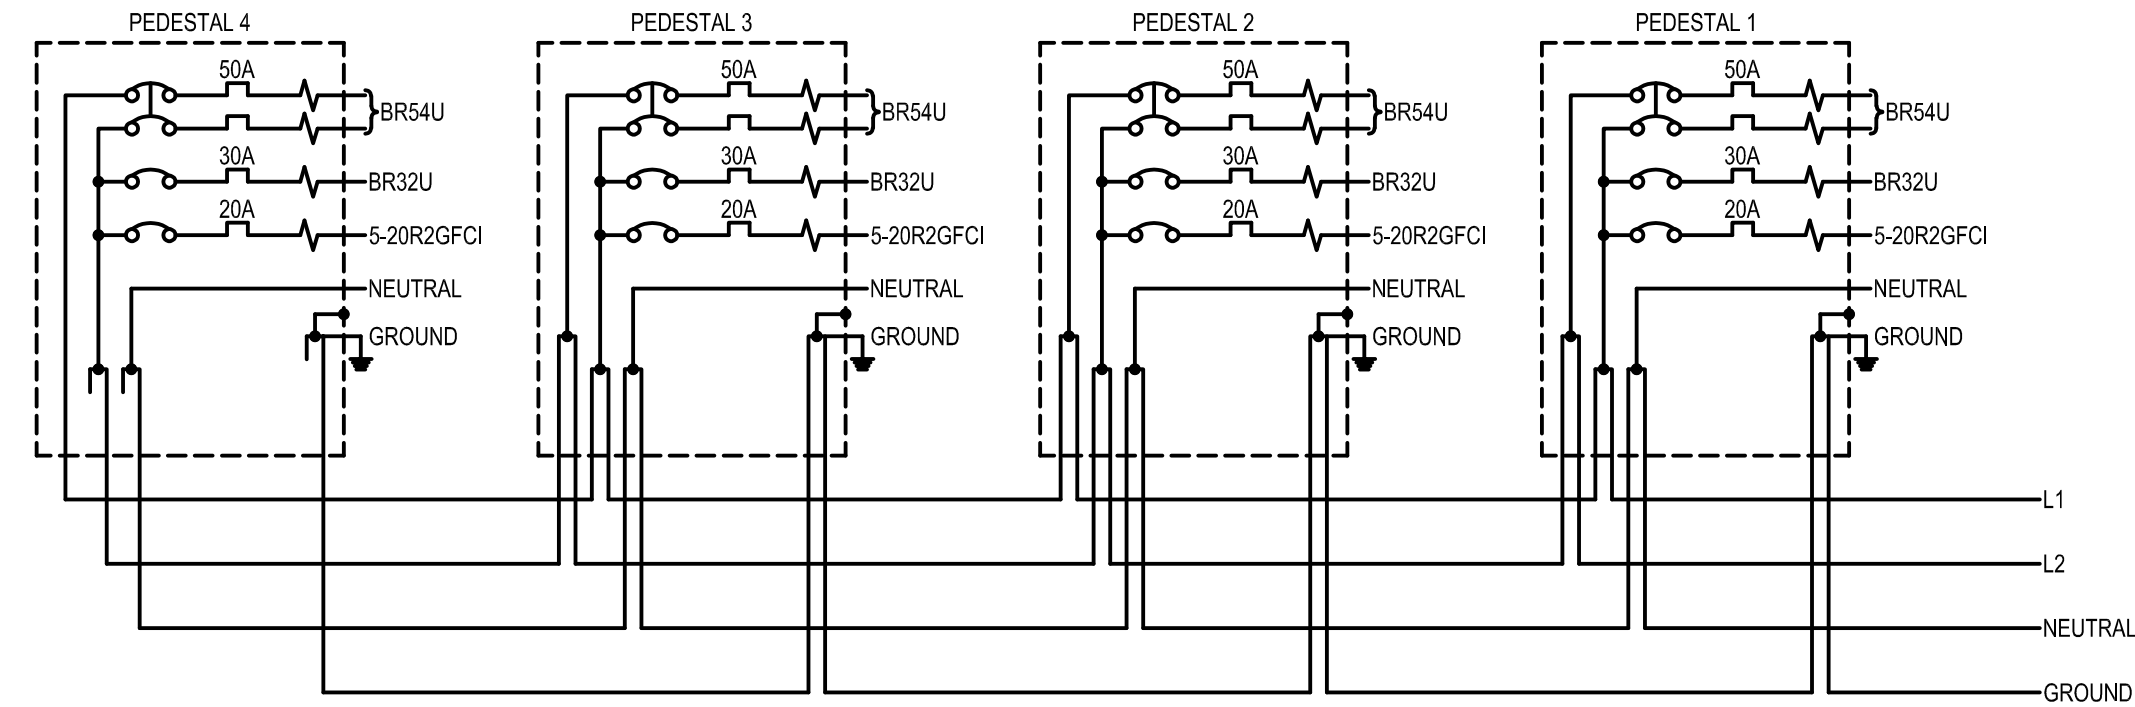 PEDESTAL 4
50A
BR54U
30A
BR32U
20A
5-20R2GFCI
NEUTRAL
GROUND
PEDESTAL 3
50A
BR54U
30A
BR32U
20A
5-20R2GFCI
NEUTRAL
GROUND
PEDESTAL 2
50A
BR54U
30A
BR32U
20A
5-20R2GFCI
NEUTRAL
GROUND
PEDESTAL 1
50A
BR54U
30A
BR32U
20A
5-20R2GFCI
NEUTRAL
GROUND
L1
L2
NEUTRAL
GROUND